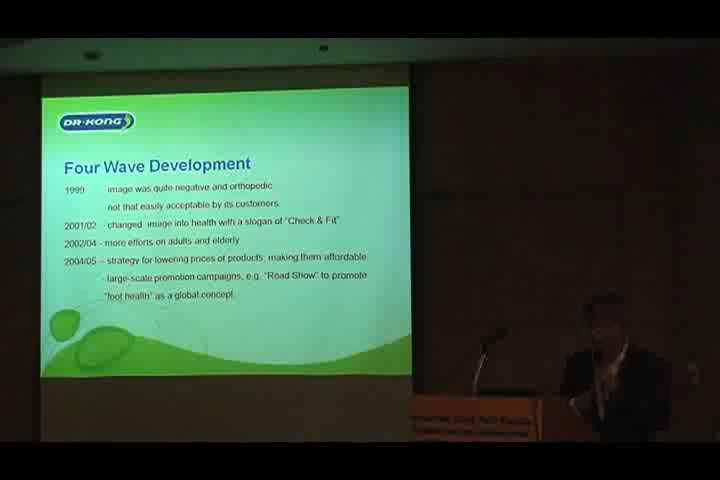 DR·KONG
Four Wave Development
1999 - image was quite negative and orthopedic
not that easily acceptable by its customers
2001/02 - changed image into health with a slogan of "Check & Fit"
2002/04 - more efforts on adults and elderly
2004/05 – strategy for lowering prices of products, making them affordable
- large-scale promotion campaigns, e.g. "Road Show" to promote
"foot health" as a global concept